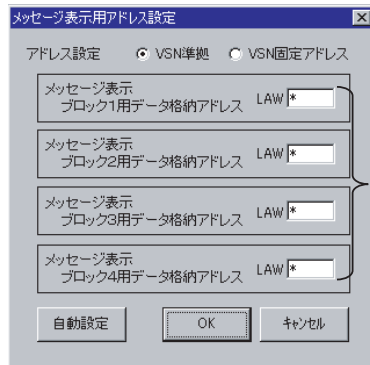 メッセージ表示用アドレス設定
アドレス設定 VSN準拠 VSN固定アドレス
メッセージ表示
ブロック1用データ格納アドレス LAW *
メッセージ表示
ブロック2用データ格納アドレス LAW *
メッセージ表示
ブロック3用データ格納アドレス LAW *
メッセージ表示
ブロック4用データ格納アドレス LAW *
自動設定 OK キャンセル